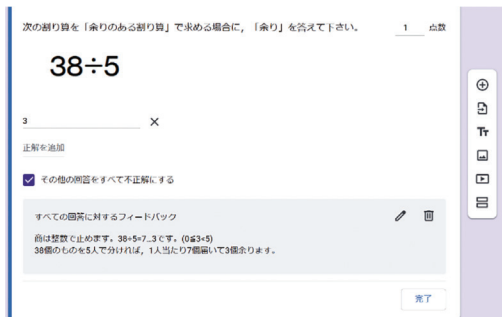 次の割り算を「余りのある割り算」で求める場合に，「余り」を答えて下さい。 1 点数
38÷5
3
正解を追加
その他の回答をすべて不正解にする
すべての回答に対するフィードバック
商は整数で止めます。38÷5=7…3です。(0≦3<5)
38個のものを5人で分ければ，1人当たり7個届いて3個余ります。
完了
Tт